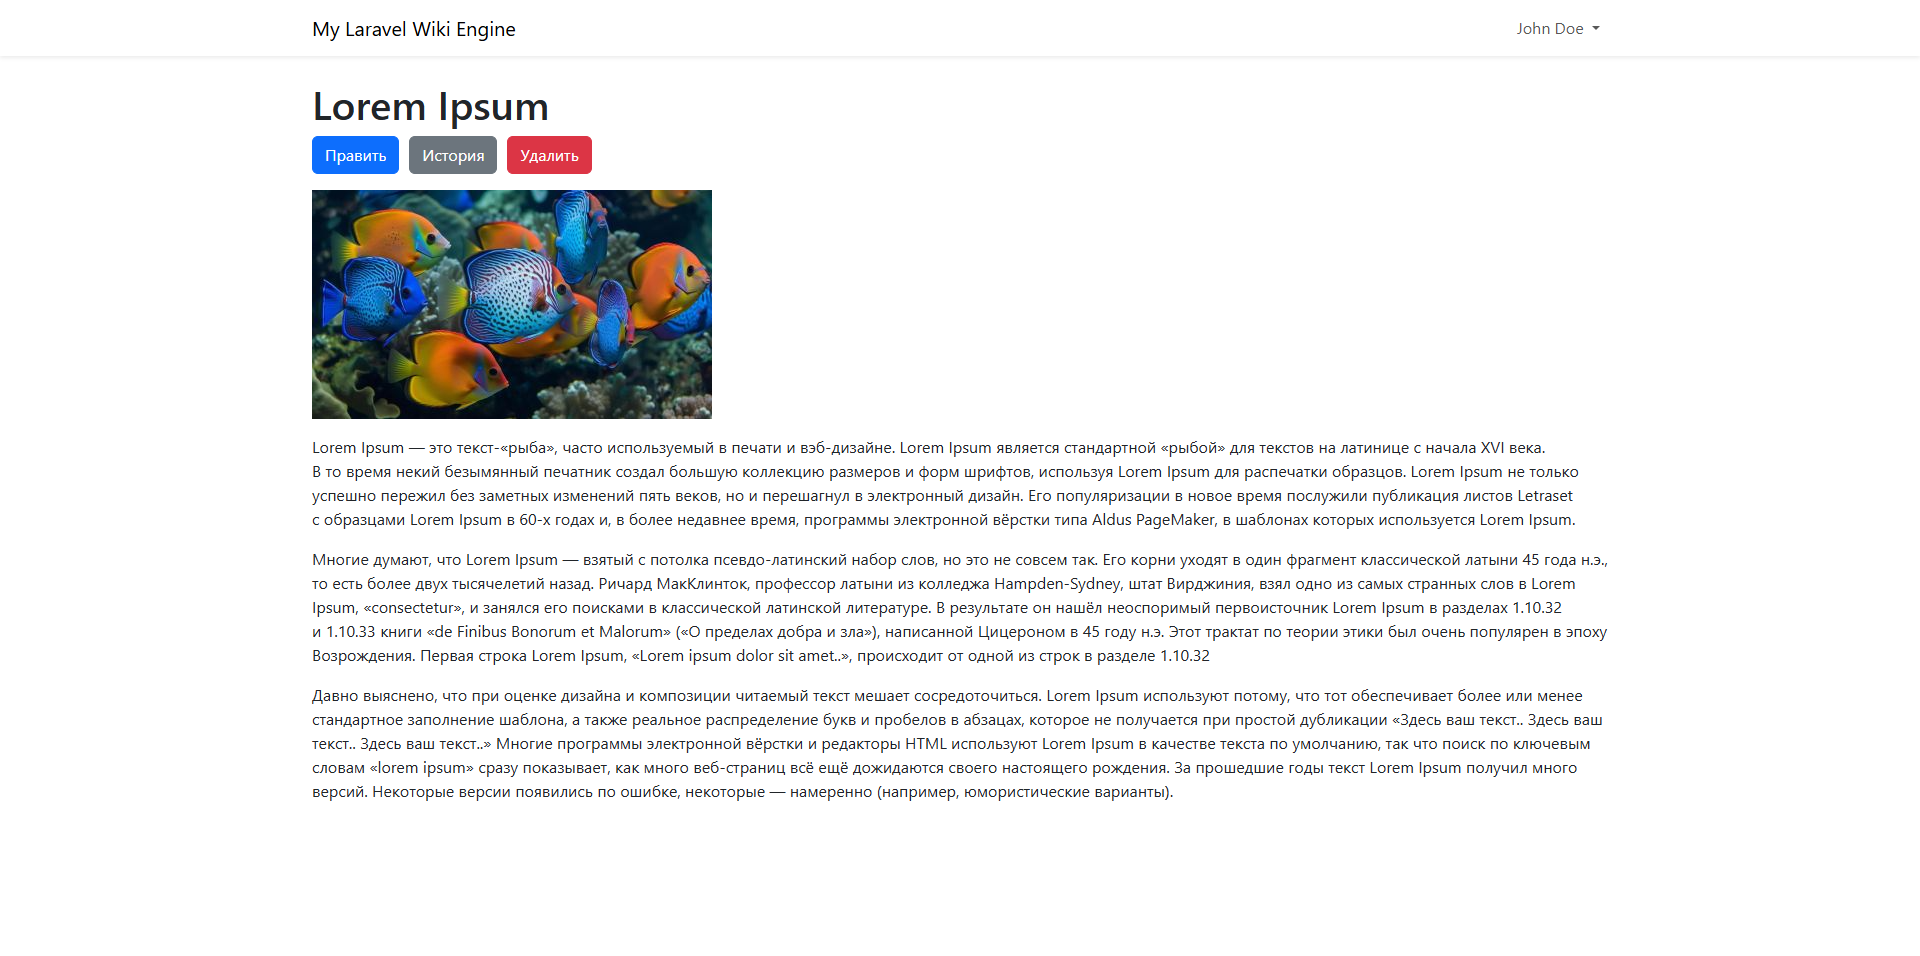 My Laravel Wiki Engine
John Doe
Lorem Ipsum
Править
История
Удалить
Lorem Ipsum — это текст-«рыба», часто используемый в печати и вэб-дизайне. Lorem Ipsum является стандартной «рыбой» для текстов на латинице с начала XVI века.
В то время некий безымянный печатник создал большую коллекцию размеров и форм шрифтов, используя Lorem Ipsum для распечатки образцов. Lorem Ipsum не только
успешно пережил без заметных изменений пять веков, но и перешагнул в электронный дизайн. Его популяризации в новое время послужили публикация листов Letraset
с образцами Lorem Ipsum в 60-х годах и, в более недавнее время, программы электронной вёрстки типа Aldus PageMaker, в шаблонах которых используется Lorem Ipsum.
Многие думают, что Lorem Ipsum — взятый с потолка псевдо-латинский набор слов, но это не совсем так. Его корни уходят в один фрагмент классической латыни 45 года н.э.,
то есть более двух тысячелетий назад. Ричард МакКлинток, профессор латыни из колледжа Hampden-Sydney, штат Вирджиния, взял одно из самых странных слов в Lorem
Ipsum, «consectetur», и занялся его поисками в классической латинской литературе. В результате он нашёл неоспоримый первоисточник Lorem Ipsum в разделах 1.10.32
и 1.10.33 книги «de Finibus Bonorum et Malorum» («О пределах добра и зла»), написанной Цицероном в 45 году н.э. Этот трактат по теории этики был очень популярен в эпоху
Возрождения. Первая строка Lorem Ipsum, «Lorem ipsum dolor sit amet..», происходит от одной из строк в разделе 1.10.32
Давно выяснено, что при оценке дизайна и композиции читаемый текст мешает сосредоточиться. Lorem Ipsum используют потому, что тот обеспечивает более или менее
стандартное заполнение шаблона, а также реальное распределение букв и пробелов в абзацах, которое не получается при простой дубликации «Здесь ваш текст.. Здесь ваш
текст.. Здесь ваш текст..» Многие программы электронной вёрстки и редакторы HTML используют Lorem Ipsum в качестве текста по умолчанию, так что поиск по ключевым
словам «lorem ipsum» сразу показывает, как много веб-страниц всё ещё дожидаются своего настоящего рождения. За прошедшие годы текст Lorem Ipsum получил много
версий. Некоторые версии появились по ошибке, некоторые — намеренно (например, юмористические варианты).